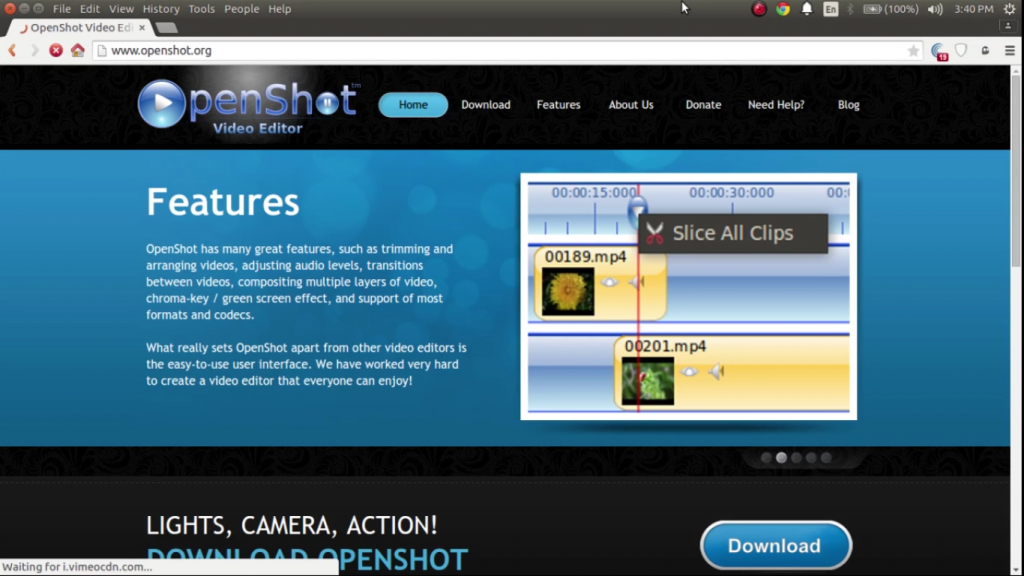 File Edit View History Tools People Help
En
(100%)
3:40 PM
OpenShot Video Edi
www.openshot.org
19
OpenShot™
Video Editor
Home
Download
Features
About Us
Donate
Need Help?
Blog
Features
OpenShot has many great features, such as trimming and
arranging videos, adjusting audio levels, transitions
between videos, compositing multiple layers of video,
chroma-key / green screen effect, and support of most
formats and codecs.
What really sets OpenShot apart from other video editors is
the easy-to-use user interface. We have worked very hard
to create a video editor that everyone can enjoy!
00:00:15:000
00:00:30:000
00:
Slice All Clips
00189.mp4
00201.mp4
LIGHTS, CAMERA, ACTION!
DOWNLOAD OPENSHOT
Download
Waiting for i.vimeocdn.com...